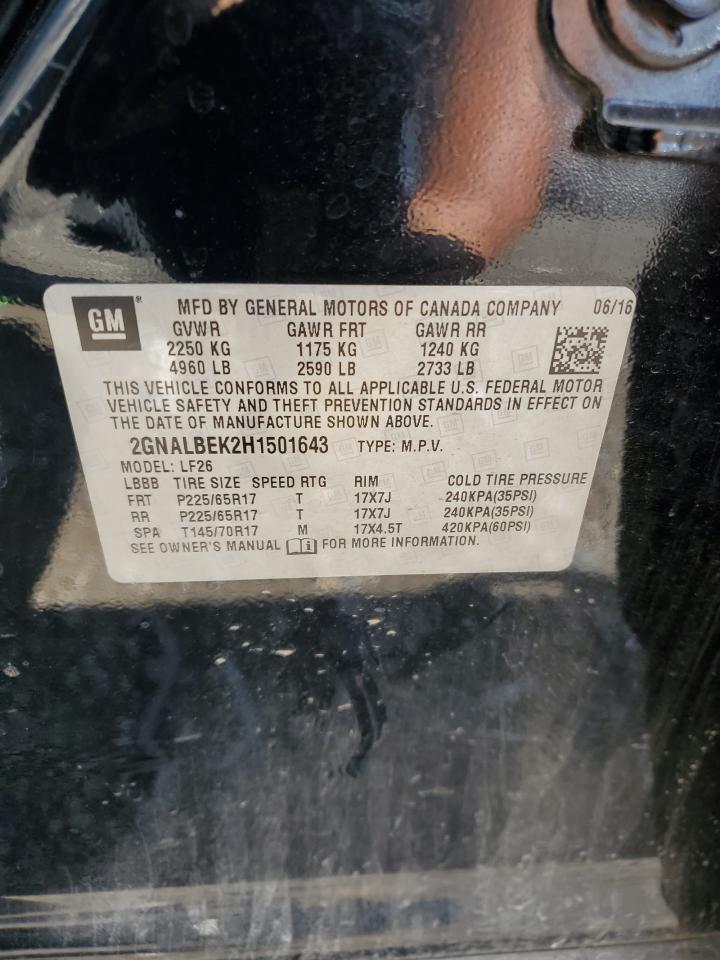 GM ® MFD BY GENERAL MOTORS OF CANADA COMPANY 06/16
GVWR GAWR FRT GAWR RR
2250 KG 1175 KG 1240 KG
4960 LB 2590 LB 2733 LB
THIS VEHICLE CONFORMS TO ALL APPLICABLE U.S. FEDERAL MOTOR
VEHICLE SAFETY AND THEFT PREVENTION STANDARDS IN EFFECT ON
THE DATE OF MANUFACTURE SHOWN ABOVE.
2GNALBEK2H1501643 TYPE: M.P.V.
MODEL: LF26
LBBB TIRE SIZE SPEED RTG RIM COLD TIRE PRESSURE
FRT P225/65R17 T 17X7J 240KPA(35PSI)
RR P225/65R17 T 17X7J 240KPA(35PSI)
SPA T145/70R17 M 17X4.5T 420KPA(60PSI)
SEE OWNER'S MANUAL i FOR MORE INFORMATION.